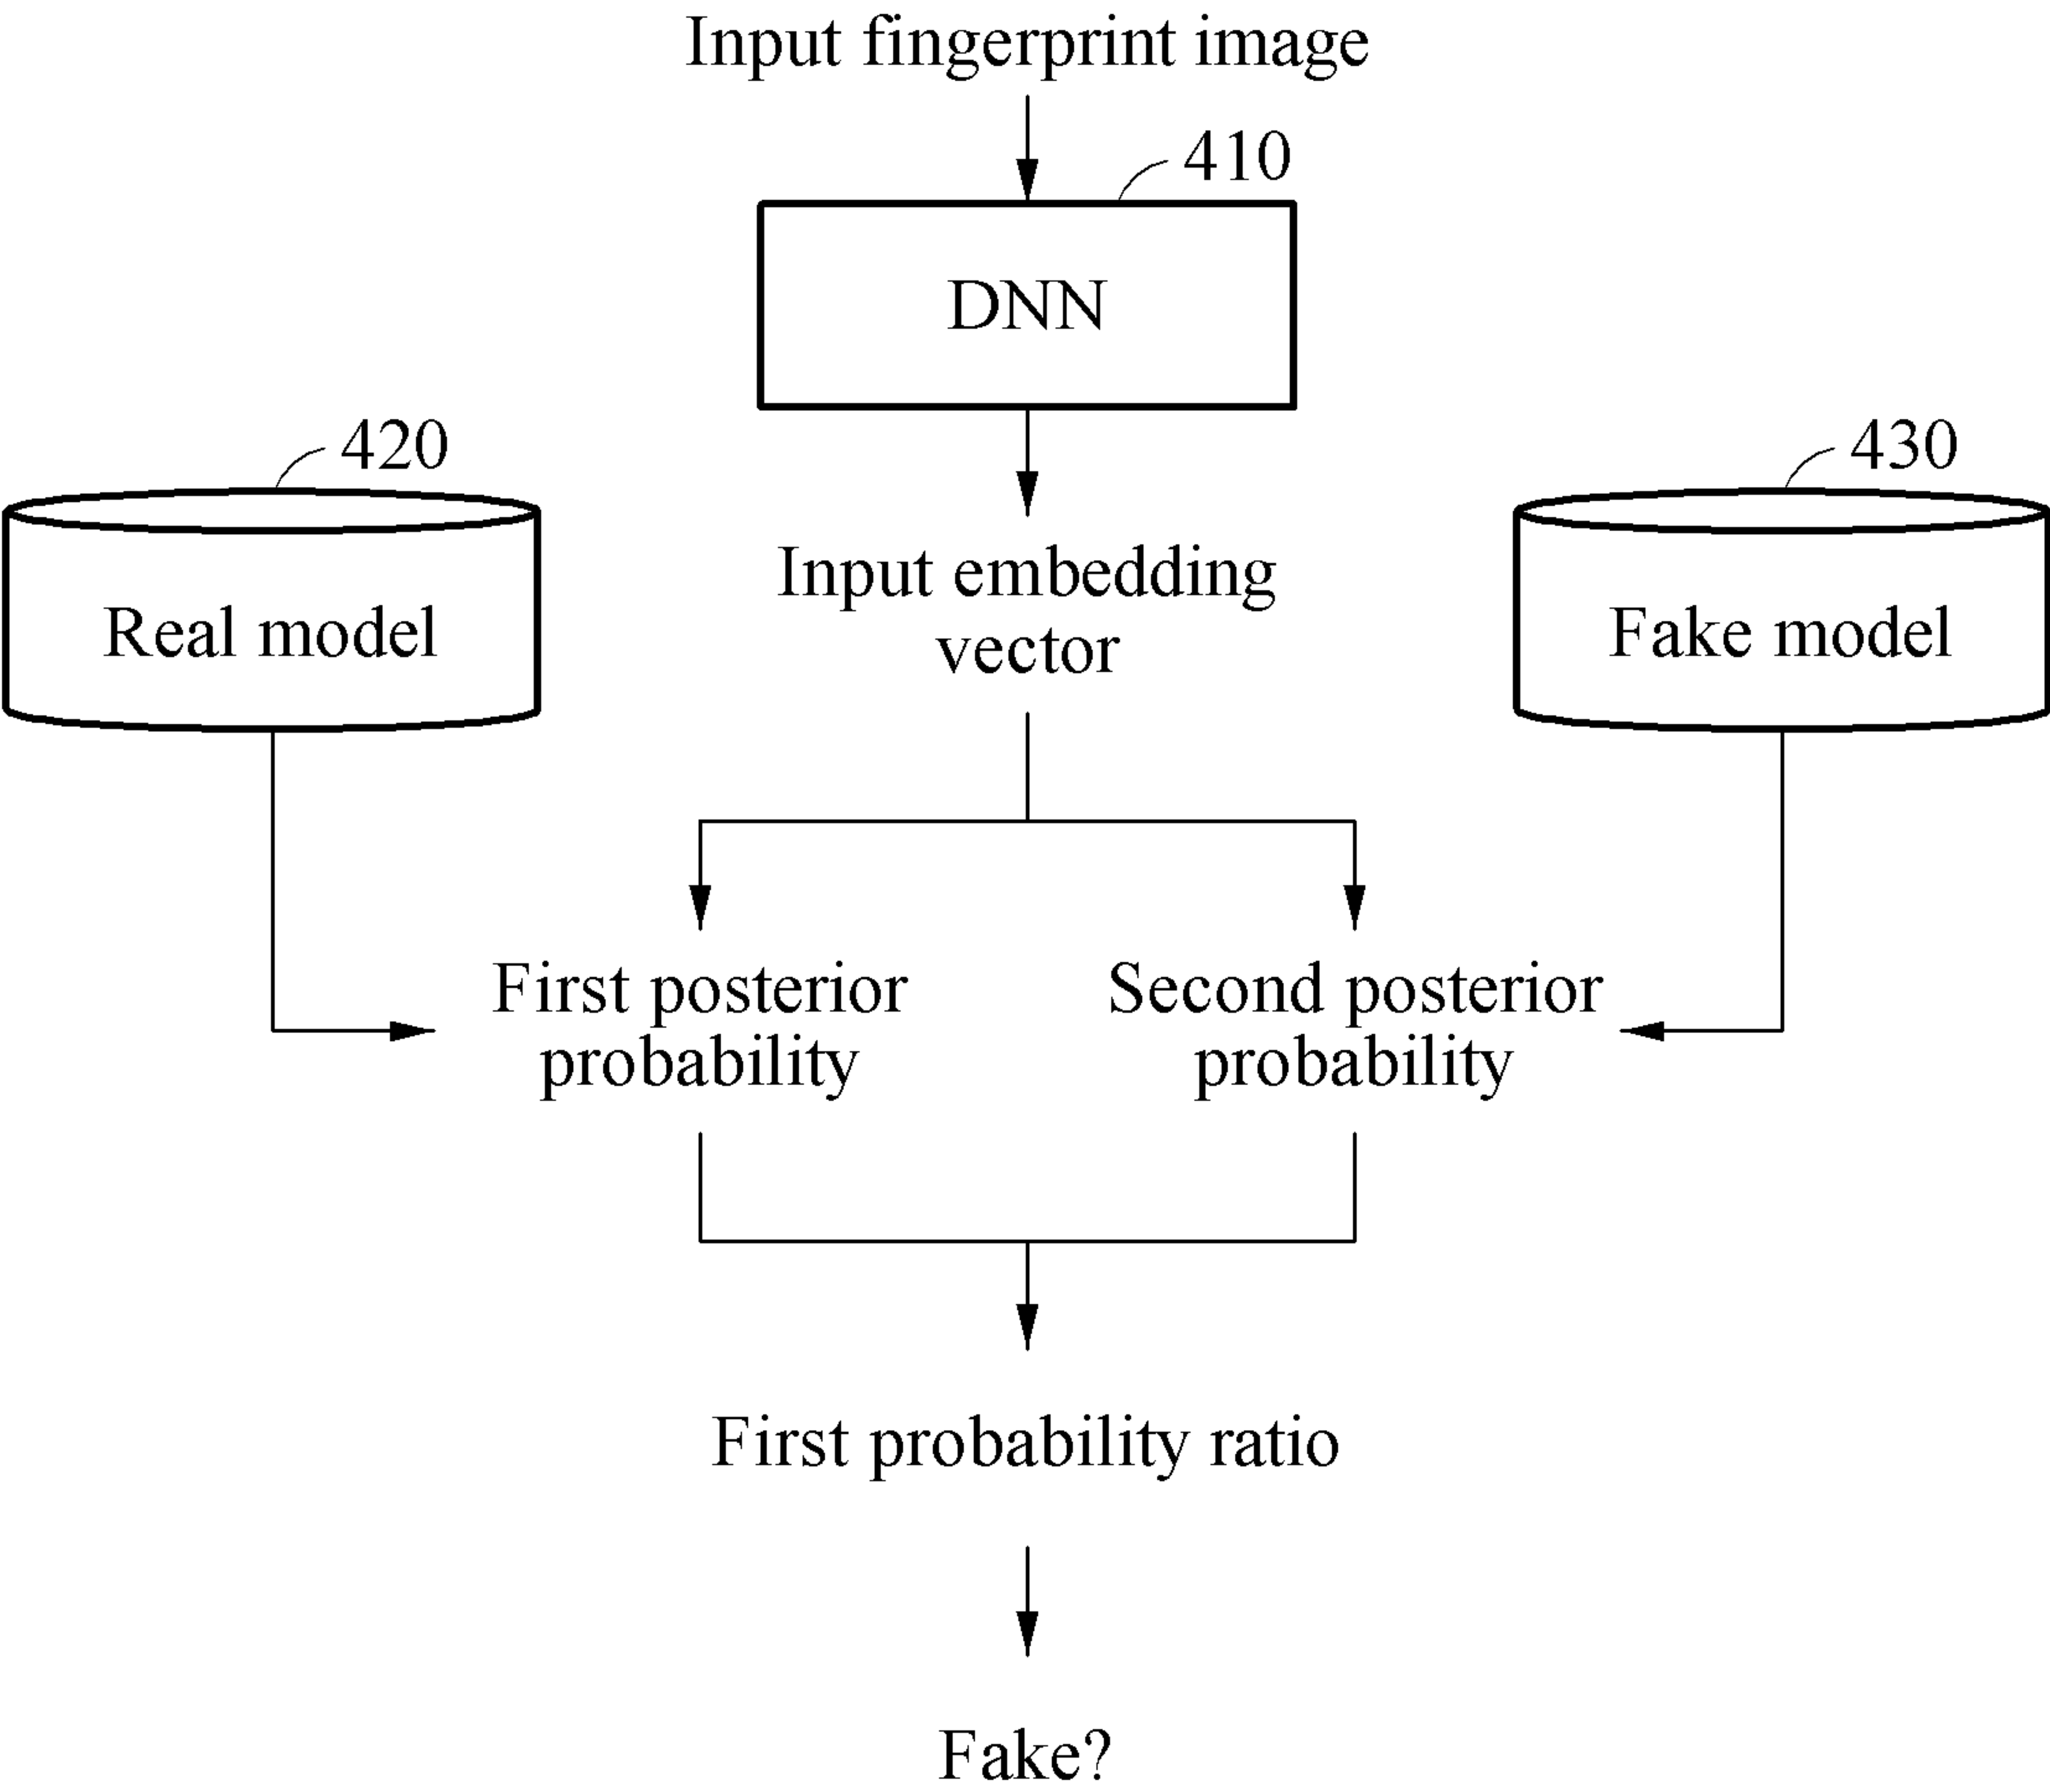 Input fingerprint image
410
DNN
420
430
Input embedding
vector
Real model
Fake model
First posterior
probability
Second posterior
probability
First probability ratio
Fake?